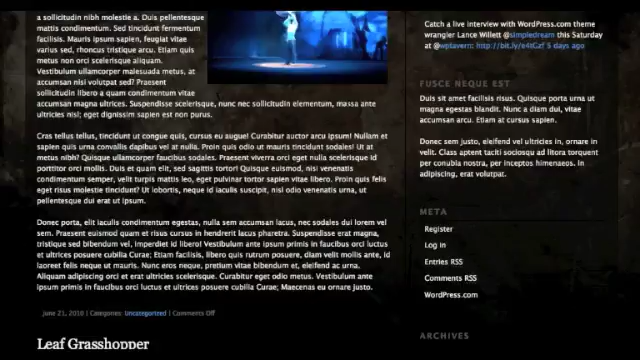 a sollicitudin nibh molestie a. Duis pellentesque
mattis condimentum. Sed tincidunt fermentum
facilisis. Mauris ipsum sapien, feugiat vitae
varius sed, rhoncus tristique arcu. Etiam quis
metus non orci scelerisque aliquam.
Vestibulum ullamcorper malesuada metus, at
accumsan nisi volutpat sed? Praesent
sollicitudin libero a quam condimentum vitae
accumsan magna ultrices. Suspendisse scelerisque, nunc nec sollicitudin elementum, massa ante
ultricies nisl; eget dignissim sapien est non purus.
Cras tellus tellus, tincidunt ut congue quis, cursus eu augue! Curabitur auctor arcu ipsum! Nullam et
sapien quis urna convallis dapibus vel at nulla. Proin quis odio ut mauris tincidunt sodales! Ut at
metus nibh? Quisque ullamcorper faucibus sodales. Praesent viverra orci eget nulla scelerisque id
porttitor orci mollis. Duis et quam elit, sed sagittis tortor! Quisque euismod, nisi venenatis
condimentum semper, velit turpis mattis leo, eget pulvinar tortor sapien vitae libero. Proin quis felis
eget risus molestie tincidunt? Ut lobortis, neque id iaculis suscipit, nisl odio venenatis urna, ut
pellentesque dui erat ut ipsum.
Donec porta, elit iaculis condimentum egestas, nulla sem accumsan lacus, nec sodales dui lorem vel
sem. Praesent euismod quam et risus cursus in hendrerit lacus pharetra. Suspendisse erat magna,
tristique sed bibendum vel, imperdiet id libero! Vestibulum ante ipsum primis in faucibus orci luctus
et ultrices posuere cubilia Curae; Etiam facilisis, libero quis rutrum posuere, diam velit mollis ante, id
laoreet felis neque ut mauris. Nunc eros neque, pretium vitae bibendum et, eleifend ac urna.
Aliquam adipiscing orci et erat ultricies scelerisque. Curabitur eget odio metus. Vestibulum ante
ipsum primis in faucibus orci luctus et ultrices posuere cubilia Curae; Maecenas eu ornare justo.
June 21, 2010 | Categories: Uncategorized | Comments Off
Leaf Grasshopper
Catch a live interview with WordPress.com theme
wrangler Lance Willett @simpledream this Saturday
at @wptavern: http://bit.ly/e4tGzf 5 days ago
FUSCE NEQUE EST
Duis sit amet facilisis risus. Quisque porta urna ut
magna egestas blandit. Nunc a diam dui, vitae
accumsan arcu. Etiam at cursus sapien.
Donec sem justo, eleifend vel ultricies in, ornare in
velit. Class aptent taciti sociosqu ad litora torquent
per conubia nostra, per inceptos himenaeos. In
adipiscing, erat volutpat.
META
Register
Log in
Entries RSS
Comments RSS
WordPress.com
ARCHIVES